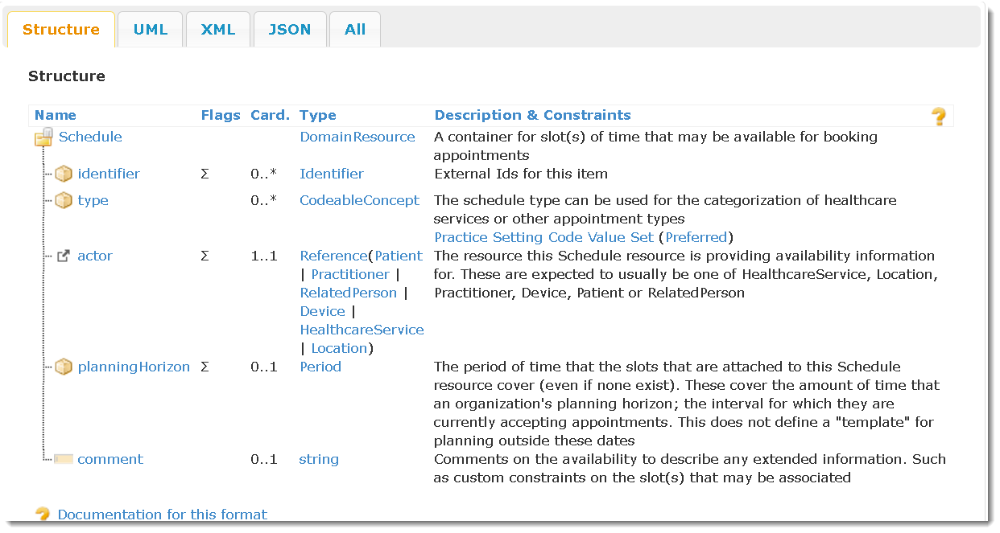 Structure UML XML JSON All
Structure
Name Flags Card. Type Description & Constraints
Schedule DomainResource A container for slot(s) of time that may be available for booking
appointments
identifier Σ 0..* Identifier External Ids for this item
type 0..* CodeableConcept The schedule type can be used for the categorization of healthcare
services or other appointment types
Practice Setting Code Value Set (Preferred)
actor Σ 1..1 Reference(Patient The resource this Schedule resource is providing availability information
| Practitioner | for. These are expected to usually be one of HealthcareService, Location,
RelatedPerson | Practitioner, Device, Patient or RelatedPerson
Device |
HealthcareService
| Location)
planningHorizon Σ 0..1 Period The period of time that the slots that are attached to this Schedule
resource cover (even if none exist). These cover the amount of time that
an organization's planning horizon; the interval for which they are
currently accepting appointments. This does not define a "template" for
planning outside these dates
comment 0..1 string Comments on the availability to describe any extended information. Such
as custom constraints on the slot(s) that may be associated
Documentation for this format